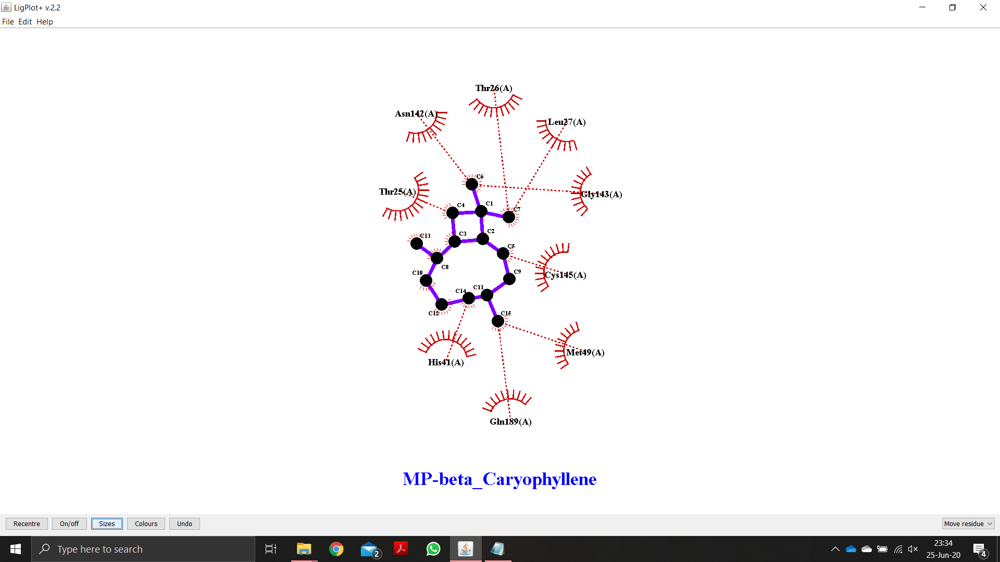 LigPlot+ v.2.2
File Edit Help
Thr26(A)
Asn142(A)
Leu27(A)
C6
Thr25(A)
Gly143(A)
C4
C1
C7
C13
C3
C2
C5
C10
C8
C9
Cys145(A)
C14
C11
C12
C15
His41(A)
Met49(A)
Gln189(A)
MP-beta_Caryophyllene
Recentre On/off Sizes Colours Undo Move residue
Type here to search
2
23:34
25-Jun-20
4